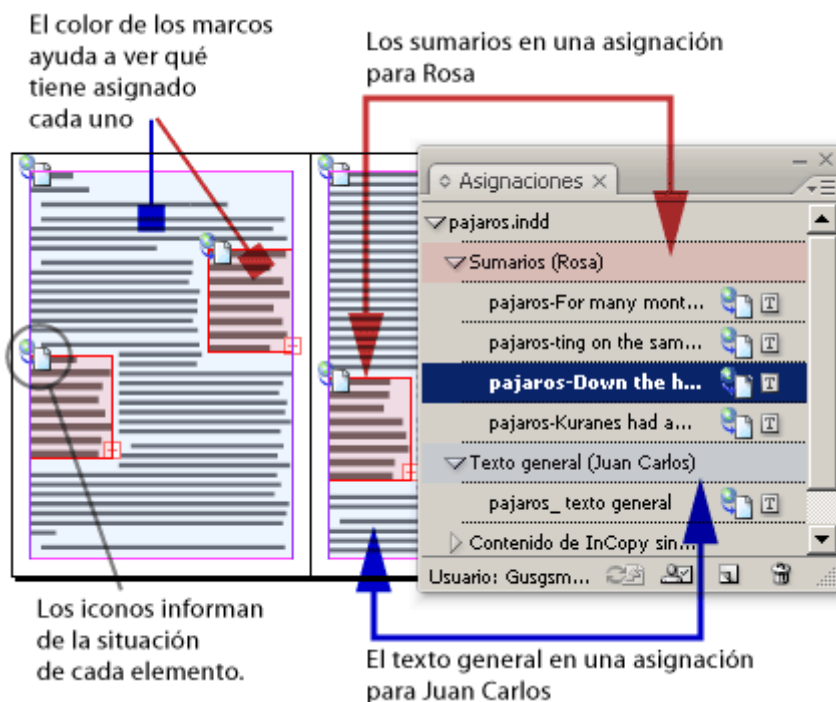 El color de los marcos
ayuda a ver qué
tiene asignado
cada uno
Los sumarios en una asignación
para Rosa
Asignaciones
pajaros.indd
Sumarios (Rosa)
pajaros-For many mont...
pajaros-ting on the sam...
pajaros-Down the h...
pajaros-Kuranes had a...
Texto general (Juan Carlos)
pajaros_ texto general
Contenido de InCopy sin...
Usuario: Gusgsm...
Los iconos informan
de la situación
de cada elemento.
El texto general en una asignación
para Juan Carlos